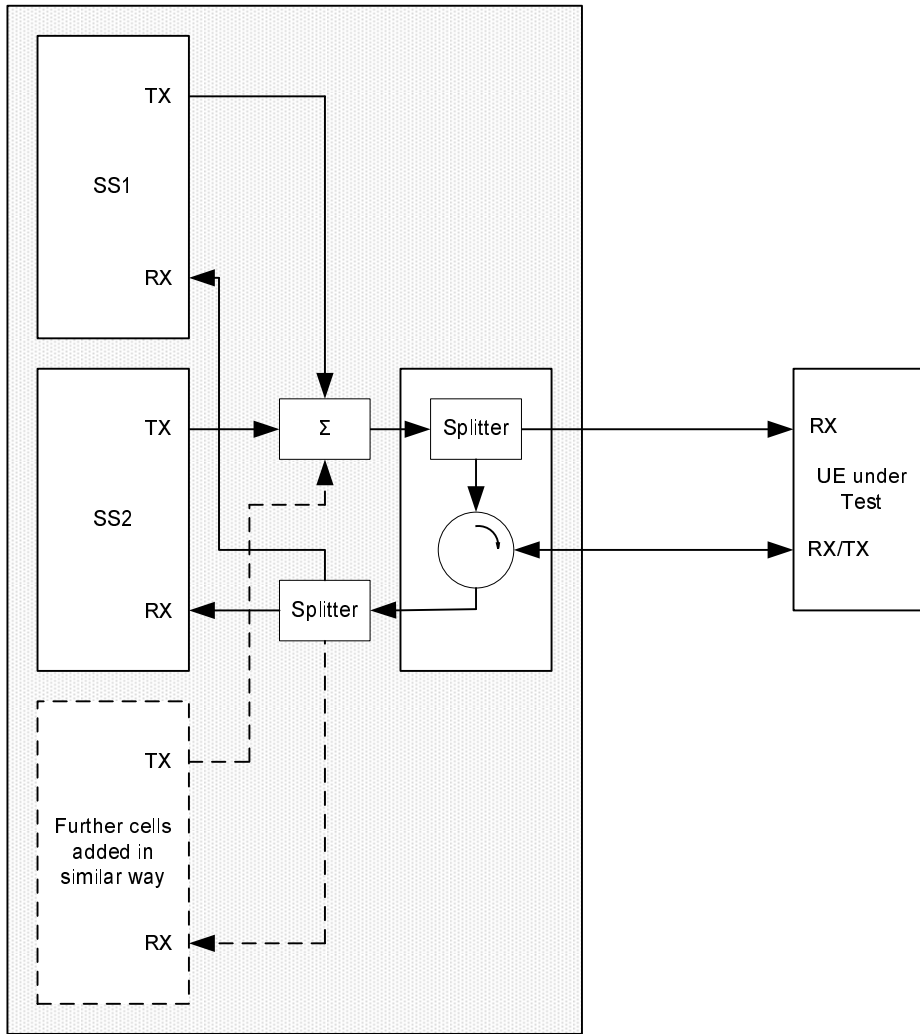 TX
SS1
RX
TX
Σ
Splitter
RX
UE under
Test
SS2
RX/TX
RX
Splitter
TX
Further cells
added in
similar way
RX